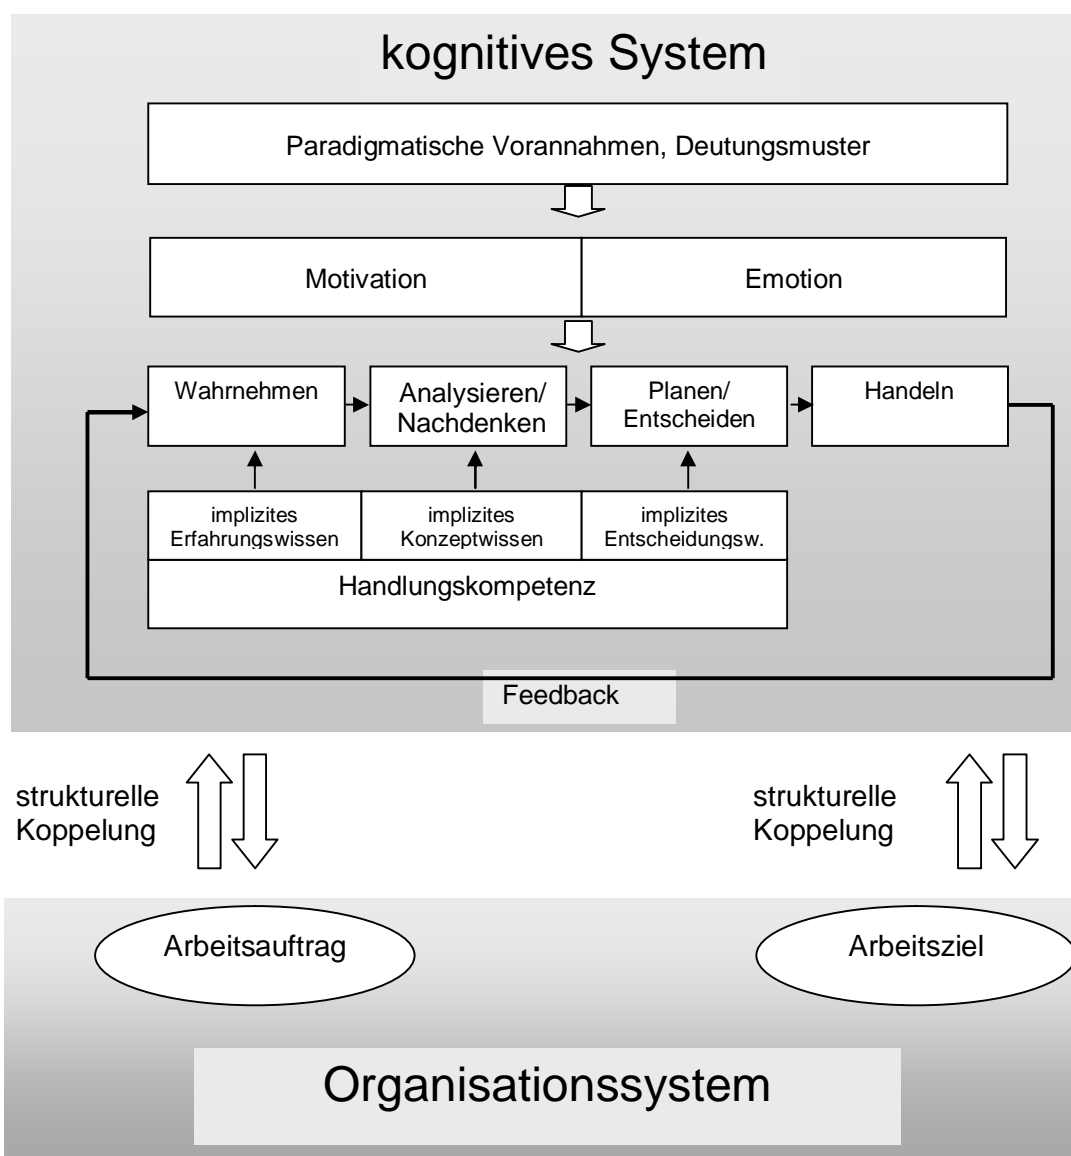 kognitives System
Paradigmatische Vorannahmen, Deutungsmuster
Motivation
Emotion
Wahrnehmen
Analysieren/
Nachdenken
Planen/
Entscheiden
Handeln
implizites
Erfahrungswissen
implizites
Konzeptwissen
implizites
Entscheidungsw.
Handlungskompetenz
Feedback
strukturelle
Koppelung
strukturelle
Koppelung
Arbeitsauftrag
Arbeitsziel
Organisationssystem